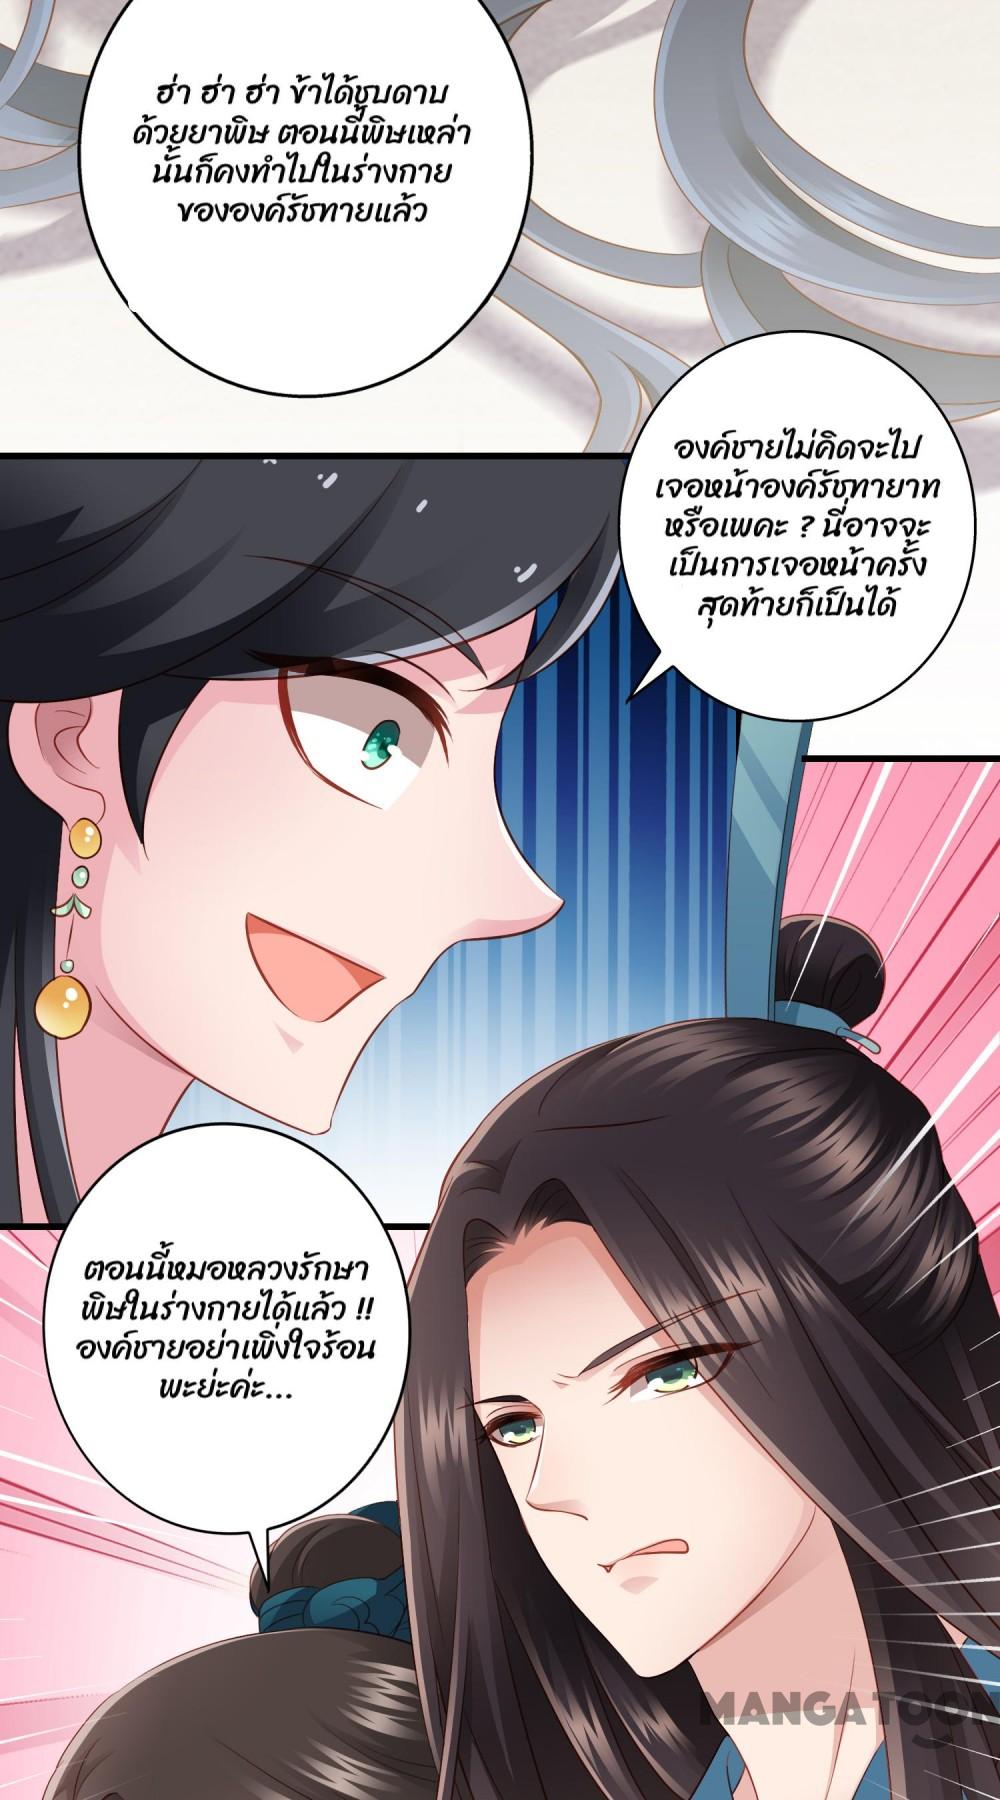 ฮ่า ฮ่า ฮ่า ข้าได้ชุบดาบ
ด้วยยาพิษ ตอนนี้พิษเหล่า
นั้นก็คงทำไปในร่างกาย
ขององค์รัชทายแล้ว
องค์ชายไม่คิดจะไป
เจอหน้าองค์รัชทายาท
หรือเพคะ ? นี่อาจจะ
เป็นการเจอหน้าครั้ง
สุดท้ายก็เป็นได้
ตอนนี้หมอหลวงรักษา
พิษในร่างกายได้แล้ว !!
องค์ชายอย่าเพิ่งใจร้อน
พะย่ะค่ะ...
MANGATOON